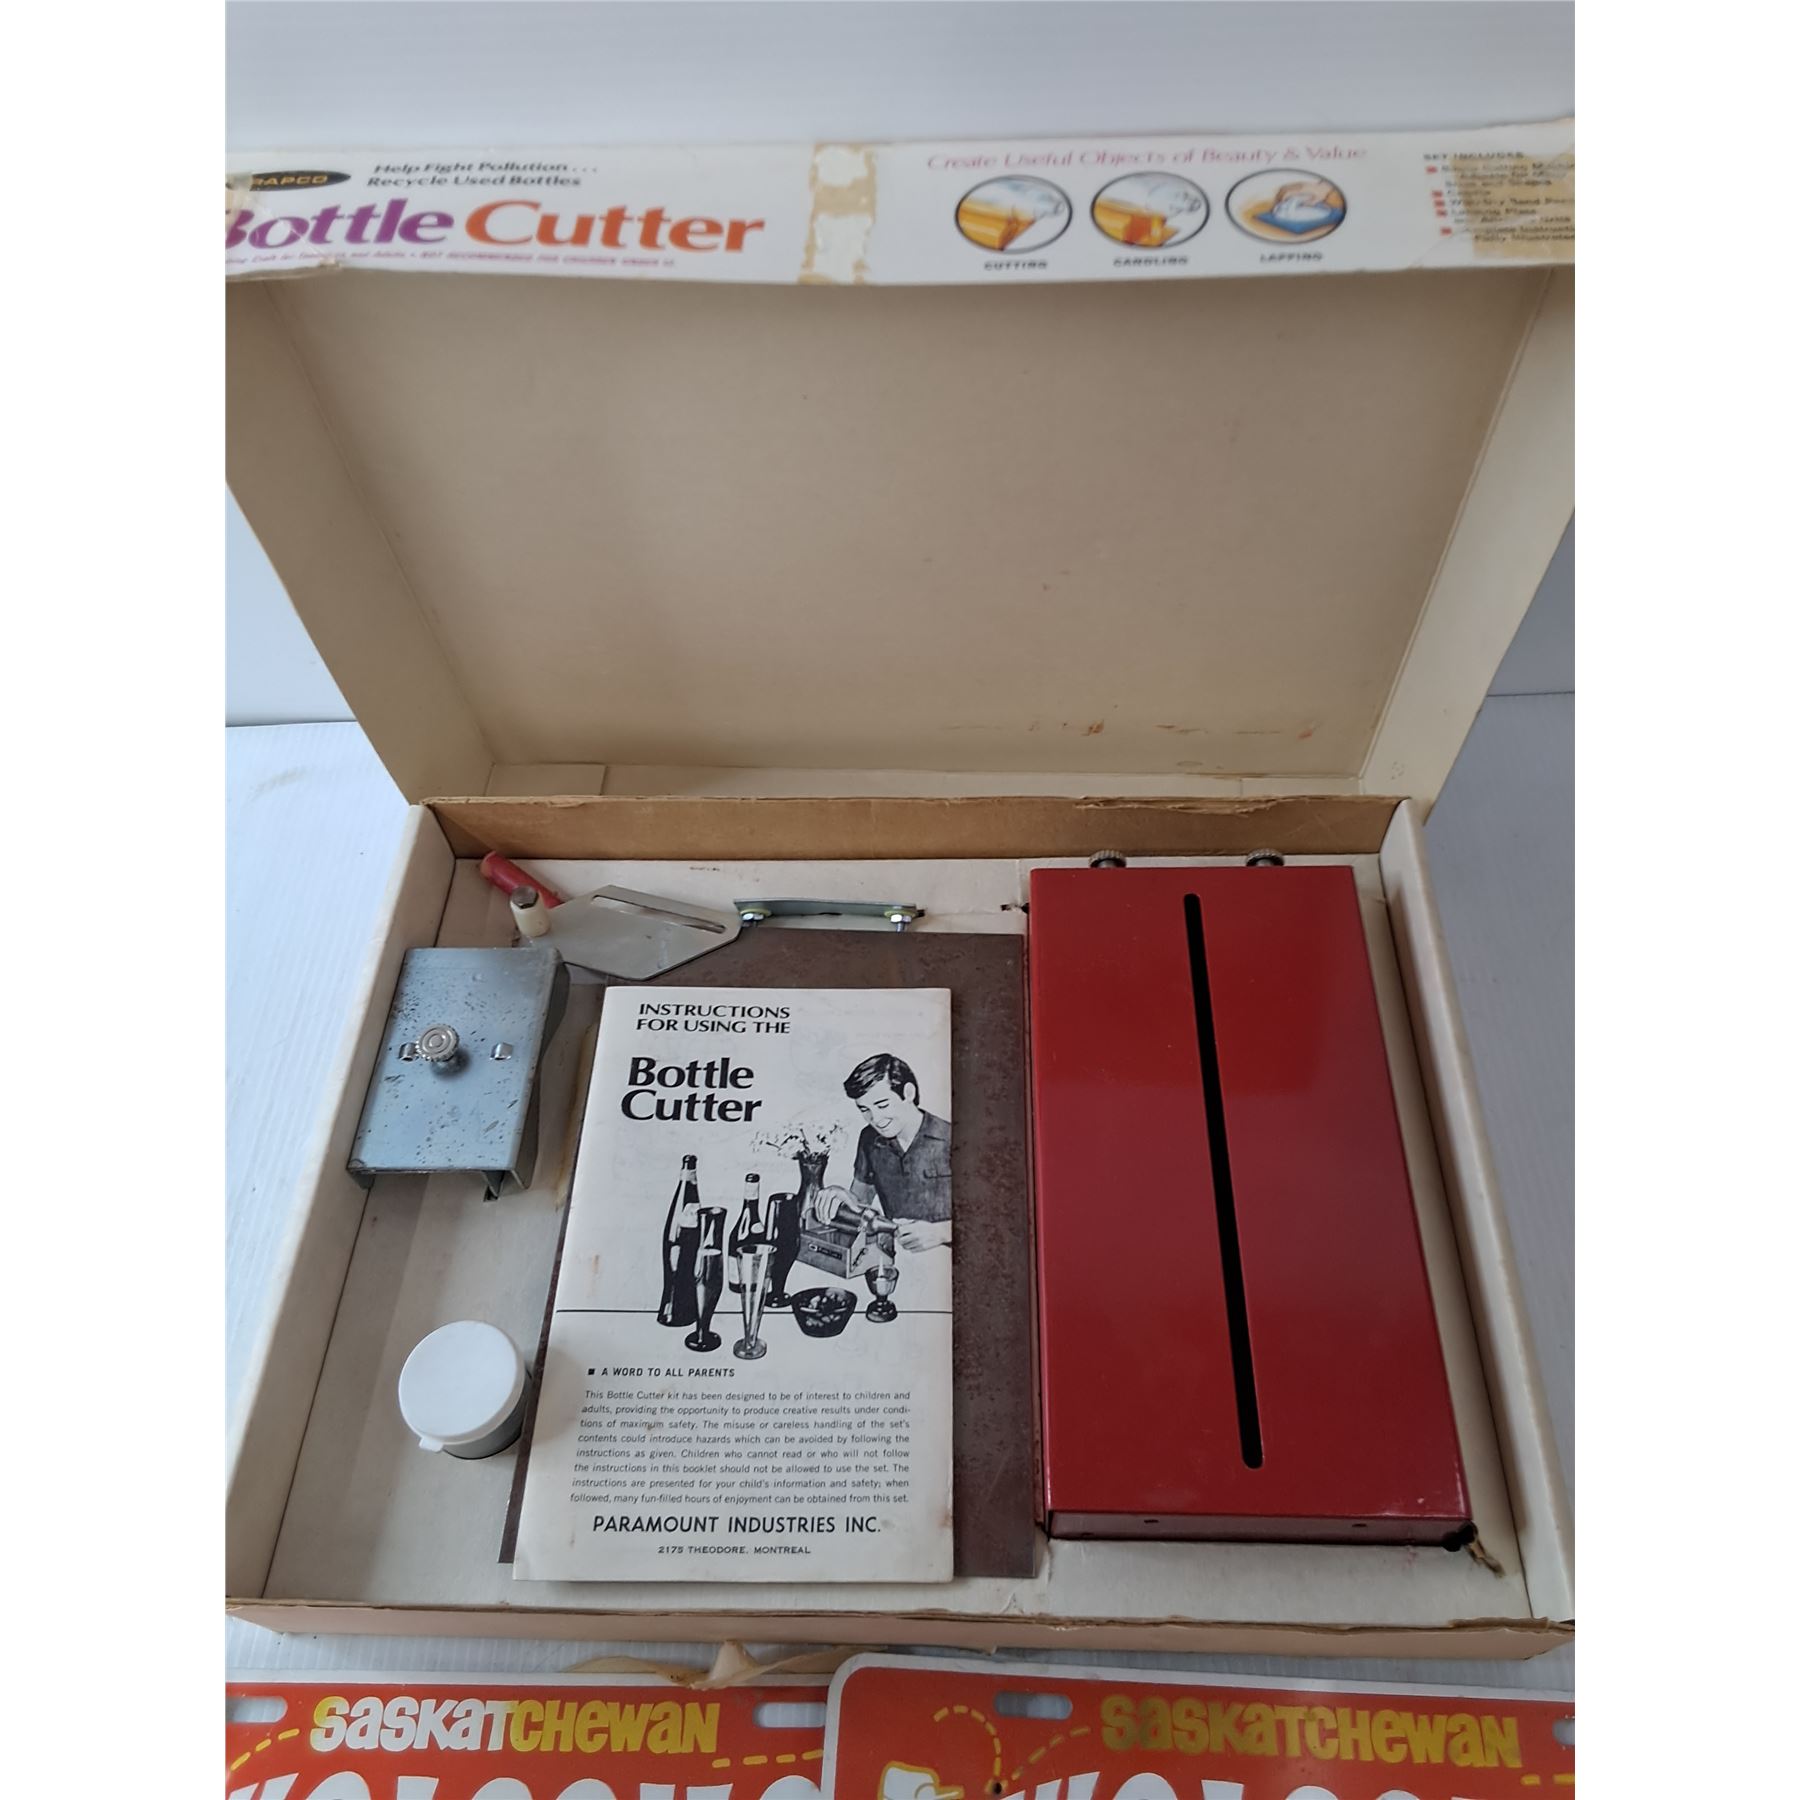 RAPCO
Help Fight Pollution...
Recycle Used Bottles
Bottle Cutter
Create Useful Objects of Beauty & Value
CUTTING
CANDLING
LAPPING
SET INCLUDES
INSTRUCTIONS
FOR USING THE
Bottle
Cutter
■ A WORD TO ALL PARENTS
This Bottle Cutter kit has been designed to be of interest to children and
adults, providing the opportunity to produce creative results under condi-
tions of maximum safety. The misuse or careless handling of the set's
contents could introduce hazards which can be avoided by following the
instructions as given. Children who cannot read or who will not follow
the instructions in this booklet should not be allowed to use the set. The
instructions are presented for your child's information and safety; when
followed, many fun-filled hours of enjoyment can be obtained from this set.
PARAMOUNT INDUSTRIES INC.
2175 THEODORE, MONTREAL
SASKATCHEWAN
SASKATCHEWAN